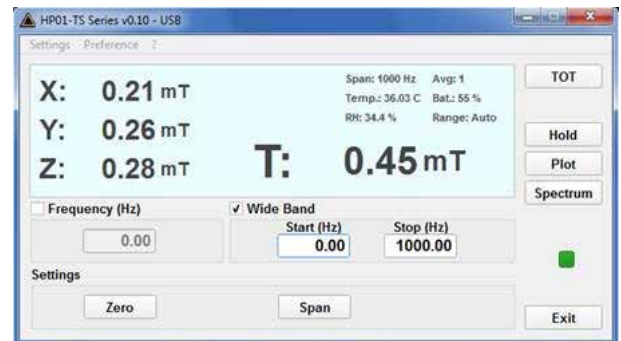 HP01-TS Series v0.10 - USB
Settings Preference ?
X: 0.21 mT
Y: 0.26 mT
Z: 0.28 mT
T: 0.45 mT
Span: 1000 Hz Avg: 1
Temp.: 36.03 C Bat.: 55 %
RH: 34.4 % Range: Auto
TOT
Hold
Plot
Spectrum
Frequency (Hz)
0.00
Wide Band
Start (Hz) Stop (Hz)
0.00 1000.00
Settings
Zero Span
Exit